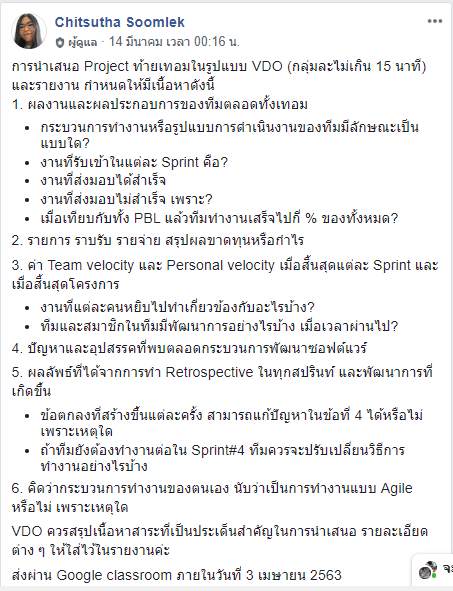 Chitsutha Soomlek
ผู้ดูแล · 14 มีนาคม เวลา 00:16 น.
การนำเสนอ Project ท้ายเทอมในรูปแบบ VDO (กลุ่มละไม่เกิน 15 นาที)
และรายงาน กำหนดให้มีเนื้อหาดังนี้
1. ผลงานและผลประกอบการของทีมตลอดทั้งเทอม
• กระบวนการทำงานหรือรูปแบบการดำเนินงานของทีมมีลักษณะเป็น
แบบใด?
• งานที่รับเข้าในแต่ละ Sprint คือ?
• งานที่ส่งมอบได้สำเร็จ
• งานที่ส่งมอบไม่สำเร็จ เพราะ?
• เมื่อเทียบกับทั้ง PBL แล้วทีมทำงานเสร็จไปกี่ % ของทั้งหมด?
2. รายการ ราบรับ รายจ่าย สรุปผลขาดทุนหรือกำไร
3. ค่า Team velocity และ Personal velocity เมื่อสิ้นสุดแต่ละ Sprint และ
เมื่อสิ้นสุดโครงการ
• งานที่แต่ละคนหยิบไปทำเกี่ยวข้องกับอะไรบ้าง?
• ทีมและสมาชิกในทีมมีพัฒนาการอย่างไรบ้าง เมื่อเวลาผ่านไป?
4. ปัญหาและอุปสรรคที่พบตลอดกระบวนการพัฒนาซอฟต์แวร์
5. ผลลัพธ์ที่ได้จากการทำ Retrospective ในทุกสปรินท์ และพัฒนาการที่
เกิดขึ้น
• ข้อตกลงที่สร้างขึ้นแต่ละครั้ง สามารถแก้ปัญหาในข้อที่ 4 ได้หรือไม่
เพราะเหตุใด
• ถ้าทีมยังต้องทำงานต่อใน Sprint#4 ทีมควรจะปรับเปลี่ยนวิธีการ
ทำงานอย่างไรบ้าง
6. คิดว่ากระบวนการทำงานของตนเอง นับว่าเป็นการทำงานแบบ Agile
หรือไม่ เพราะเหตุใด
VDO ควรสรุปเนื้อหาสาระที่เป็นประเด็นสำคัญในการนำเสนอ รายละเอียด
ต่าง ๆ ให้ใส่ไว้ในรายงานค่ะ
ส่งผ่าน Google classroom ภายในวันที่ 3 เมษายน 2563